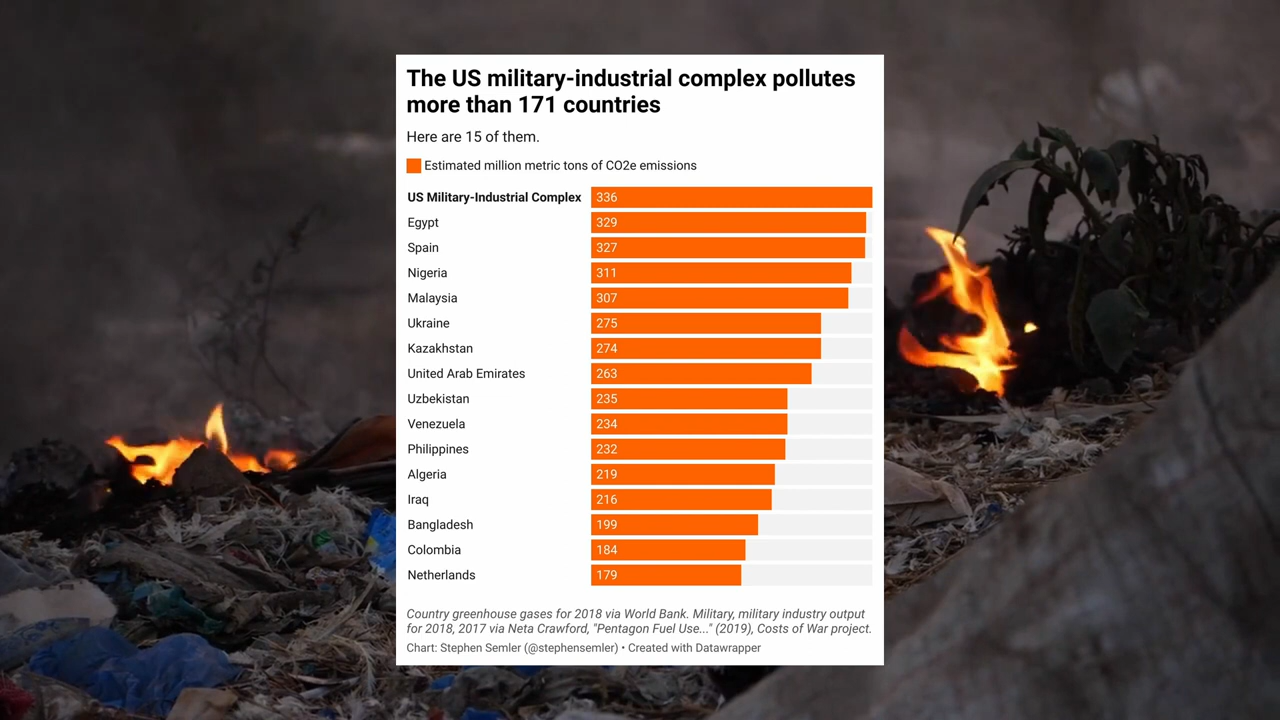 The US military-industrial complex pollutes
more than 171 countries
Here are 15 of them.
Estimated million metric tons of CO2e emissions
US Military-Industrial Complex 336
Egypt 329
Spain 327
Nigeria 311
Malaysia 307
Ukraine 275
Kazakhstan 274
United Arab Emirates 263
Uzbekistan 235
Venezuela 234
Philippines 232
Algeria 219
Iraq 216
Bangladesh 199
Colombia 184
Netherlands 179
Country greenhouse gases for 2018 via World Bank. Military, military industry output
for 2018, 2017 via Neta Crawford, "Pentagon Fuel Use..." (2019), Costs of War project.
Chart: Stephen Semler (@stephensemler) • Created with Datawrapper